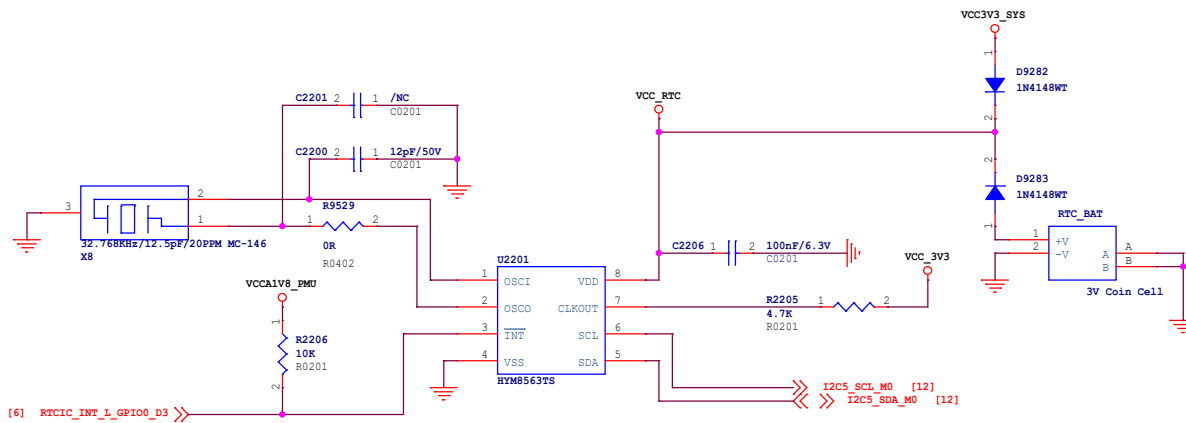 VCC3V3_SYS
1
D9282
1N4148WT
2
C2201 2 1 /NC
C0201
VCC_RTC
C2200 2 1 12pF/50V
C0201
2
D9283
1N4148WT
1
3
2
1
R9529
1 2
0R
R0402
32.768KHz/12.5pF/20PPM MC-146
X8
RTC_BAT
1 +V
2 -V
A A
B B
3V Coin Cell
C2206 1 2 100nF/6.3V
C0201
VCC_3V3
U2201
1 OSCI VDD 8
2 OSCO CLKOUT 7
3 INT SCL 6
4 VSS SDA 5
HYM8563TS
R2205 1 2
4.7K
R0201
VCCA1V8_PMU
1
R2206
10K
R0201
2
I2C5_SCL_M0 [12]
I2C5_SDA_M0 [12]
[6] RTCIC_INT_L_GPIO0_D3